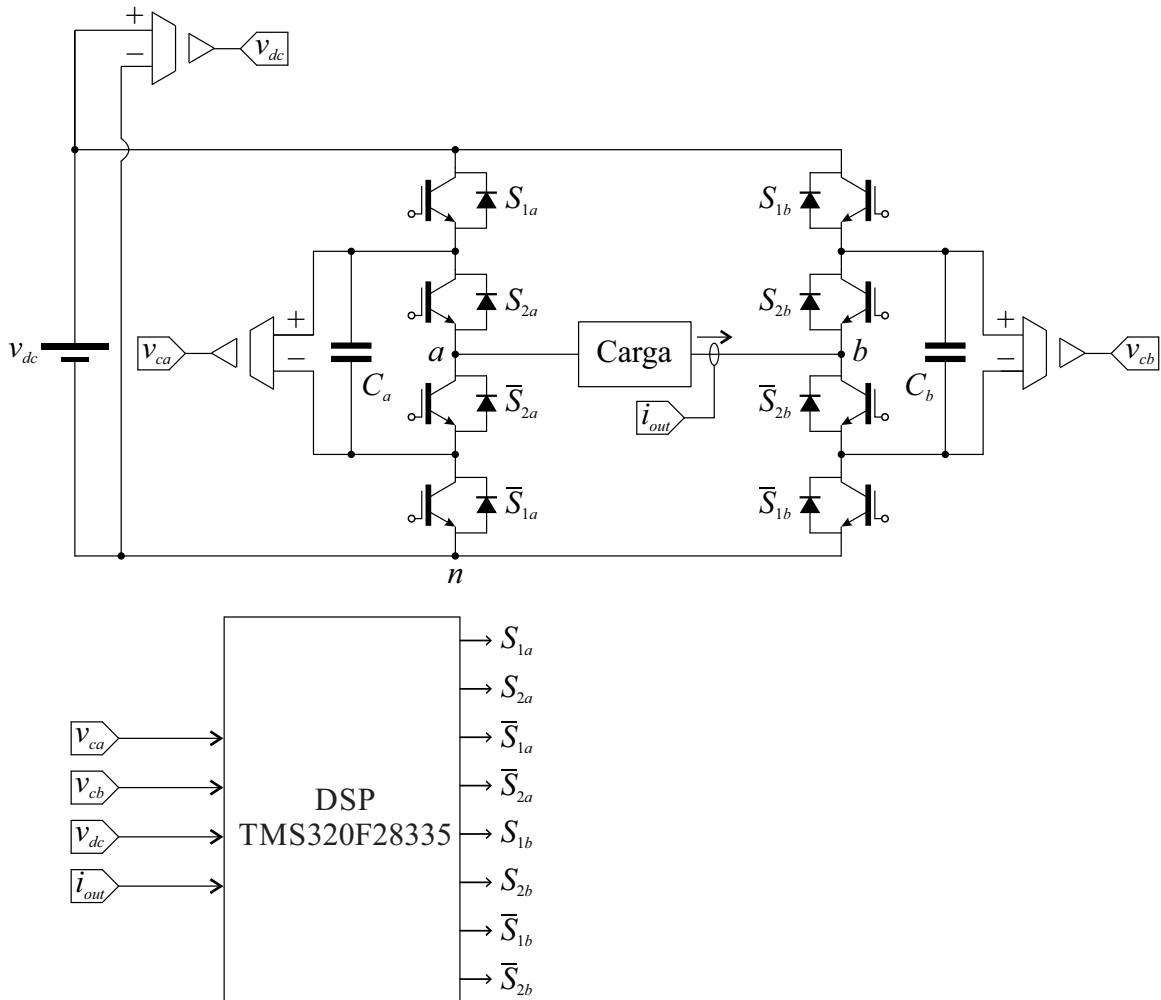 +
−
v_dc
S_1a
S_1b
+
−
v_ca
v_dc
C_a
S_2a
a
Carga
i_out
S_2b
b
C_b
+
−
v_cb
S̅_2a
S̅_2b
S̅_1a
S̅_1b
n
v_ca
v_cb
v_dc
i_out
DSP
TMS320F28335
S_1a
S_2a
S̅_1a
S̅_2a
S_1b
S_2b
S̅_1b
S̅_2b